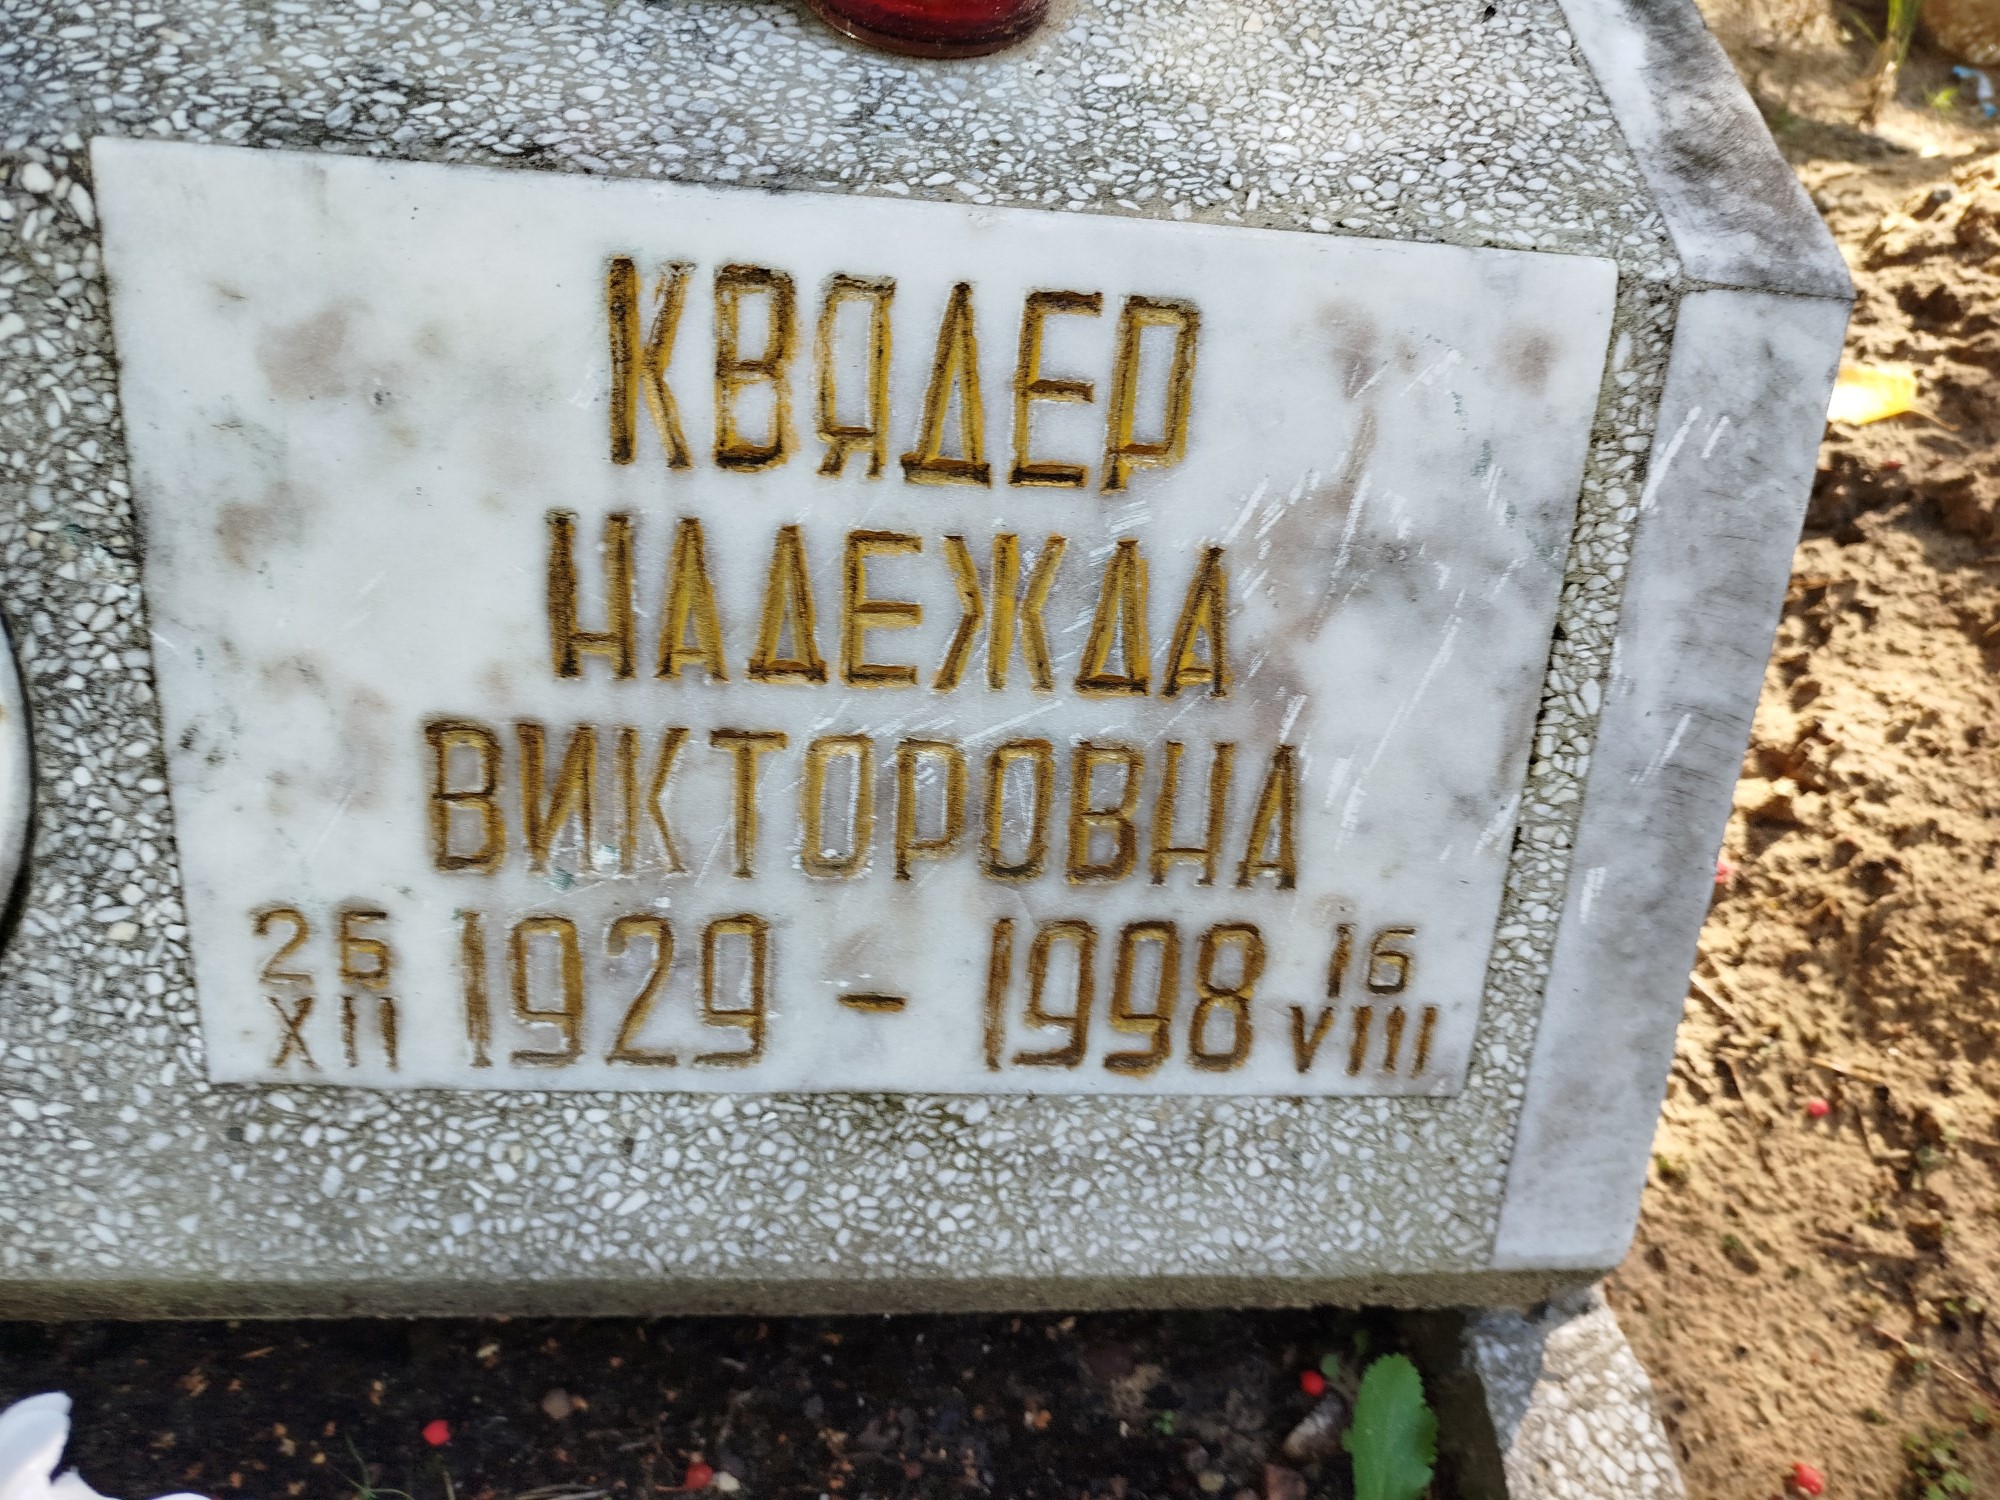 КВЯДЕР
НАДЕЖДА
ВИКТОРОВНА
26 XII 1929 - 1998 16 VIII